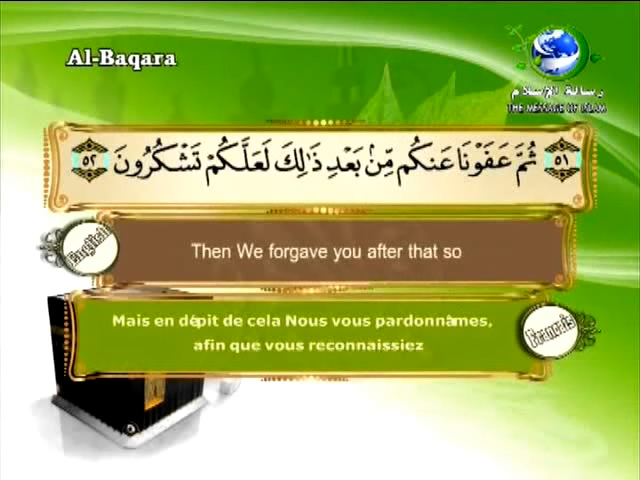 Al-Baqara
رسالة الإسلام
THE MESSAGE OF ISLAM
٥١ ثُمَّ عَفَوْنَا عَنكُم مِّنۢ بَعْدِ ذَٰلِكَ لَعَلَّكُمْ تَشْكُرُونَ ٥٢
English
Then We forgave you after that so
Mais en dépit de cela Nous vous pardonnâmes,
afin que vous reconnaissiez
Français